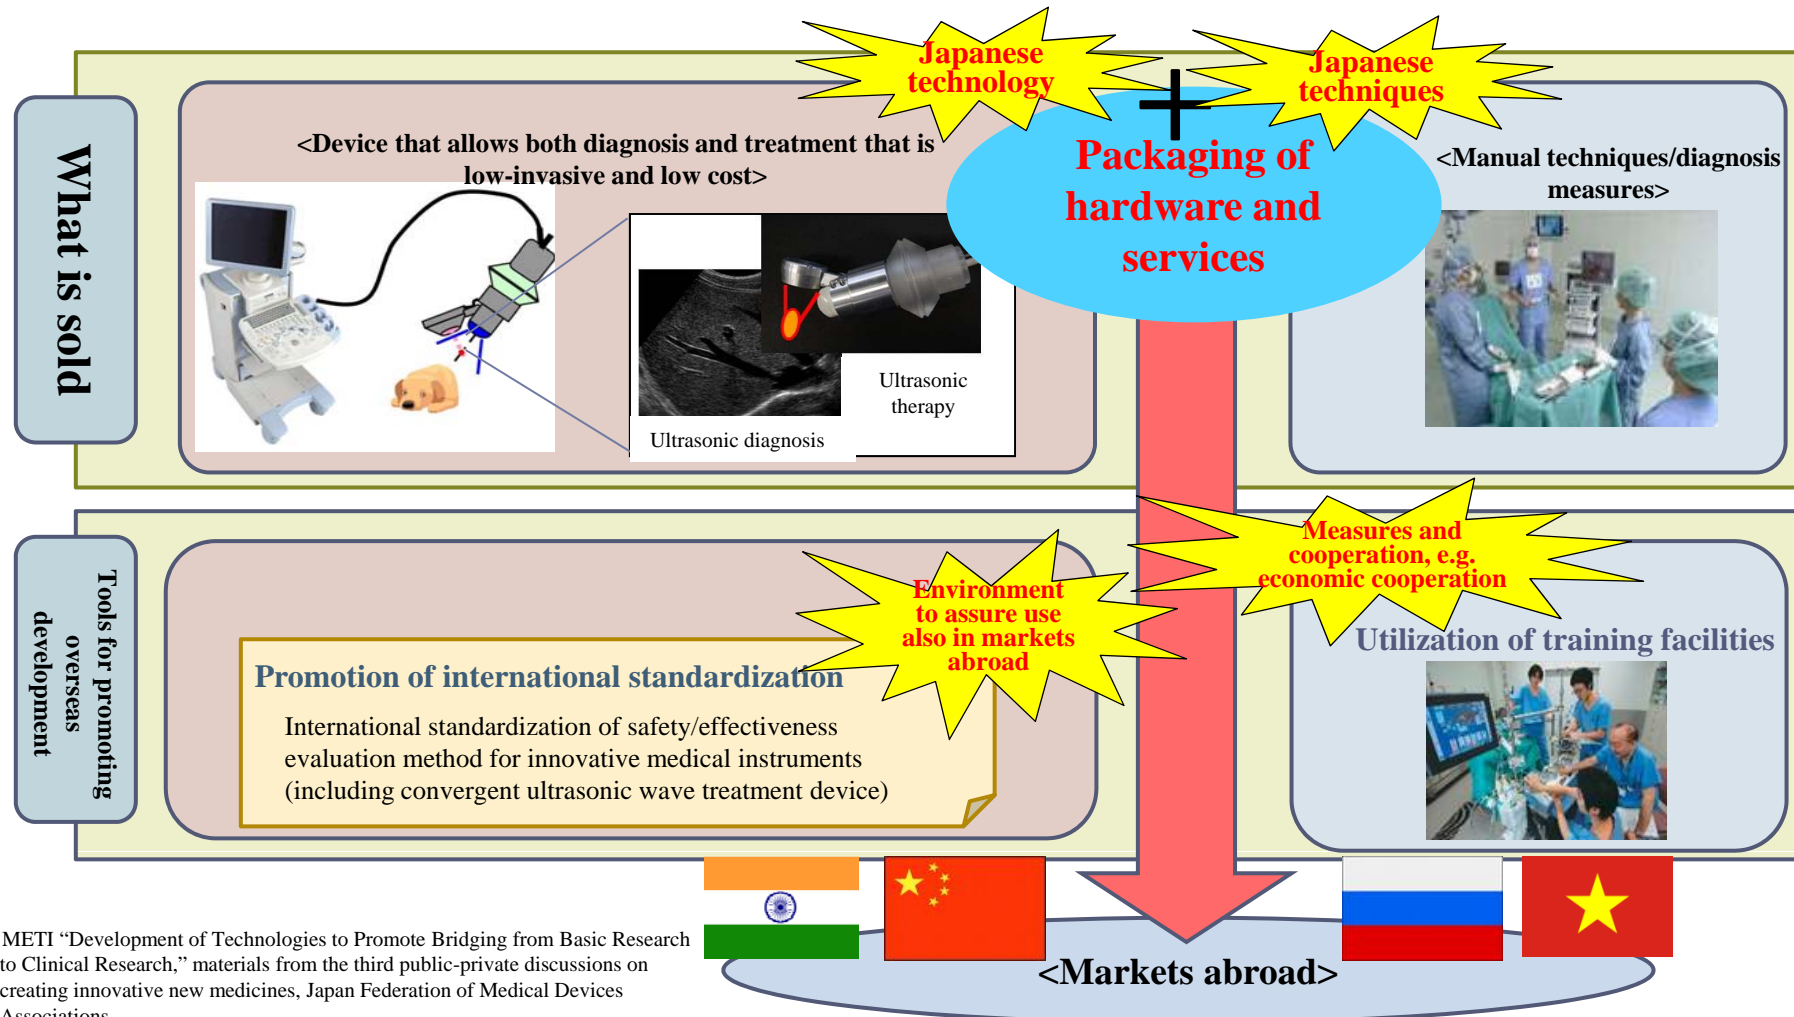 Japanese
technology
Japanese
techniques
What is sold
<Device that allows both diagnosis and treatment that is
low-invasive and low cost>
+
Packaging of
hardware and
services
<Manual techniques/diagnosis
measures>
Ultrasonic
therapy
Ultrasonic diagnosis
Tools for promoting
overseas
development
Measures and
cooperation, e.g.
economic cooperation
Environment
to assure use
also in markets
abroad
Promotion of international standardization
International standardization of safety/effectiveness
evaluation method for innovative medical instruments
(including convergent ultrasonic wave treatment device)
Utilization of training facilities
<Markets abroad>
METI “Development of Technologies to Promote Bridging from Basic Research
to Clinical Research,” materials from the third public-private discussions on
creating innovative new medicines, Japan Federation of Medical Devices
Associations